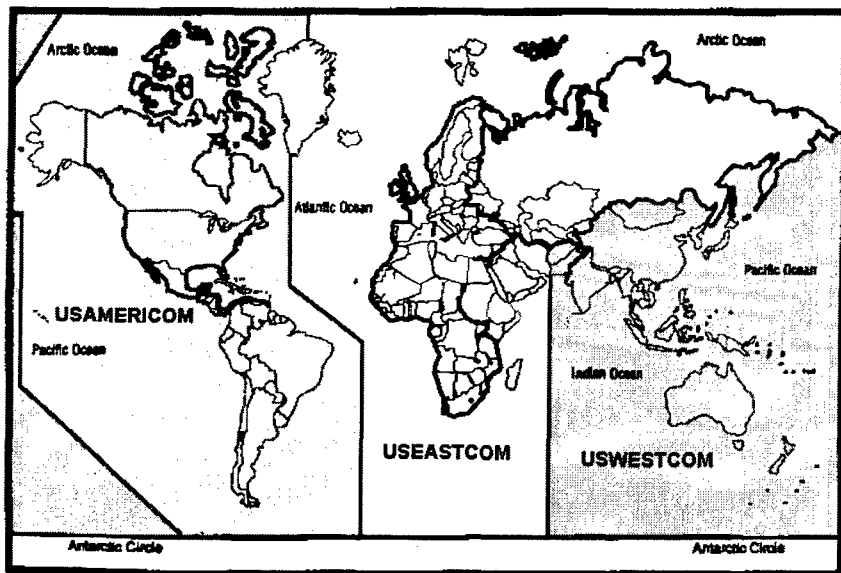 Arctic Ocean
Arctic Ocean
Atlantic Ocean
Pacific Ocean
USAMERICOM
Pacific Ocean
Indian Ocean
USEASTCOM
USWESTCOM
Antarctic Circle
Antarctic Circle